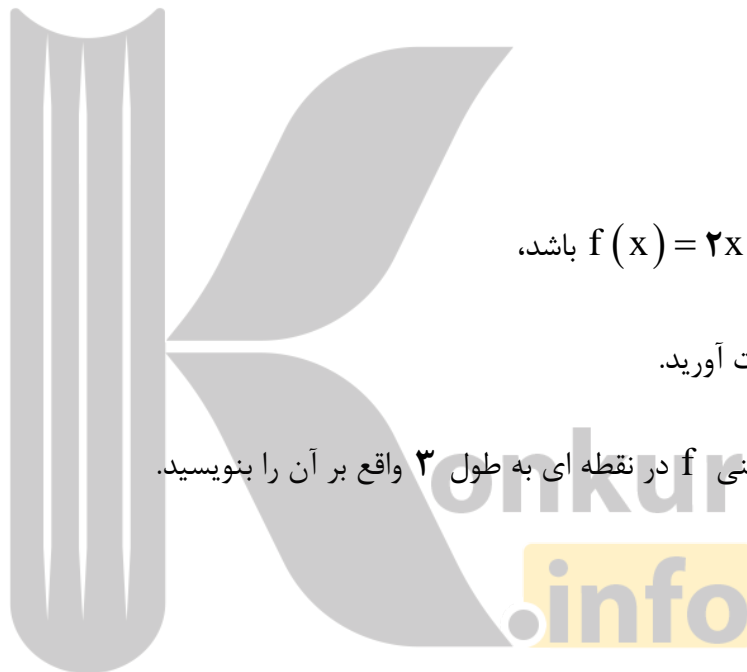 f(x) = ۲x باشد،
ت آورید.
نی f در نقطه ای به طول ۳ واقع بر آن را بنویسید.
onkur
.info